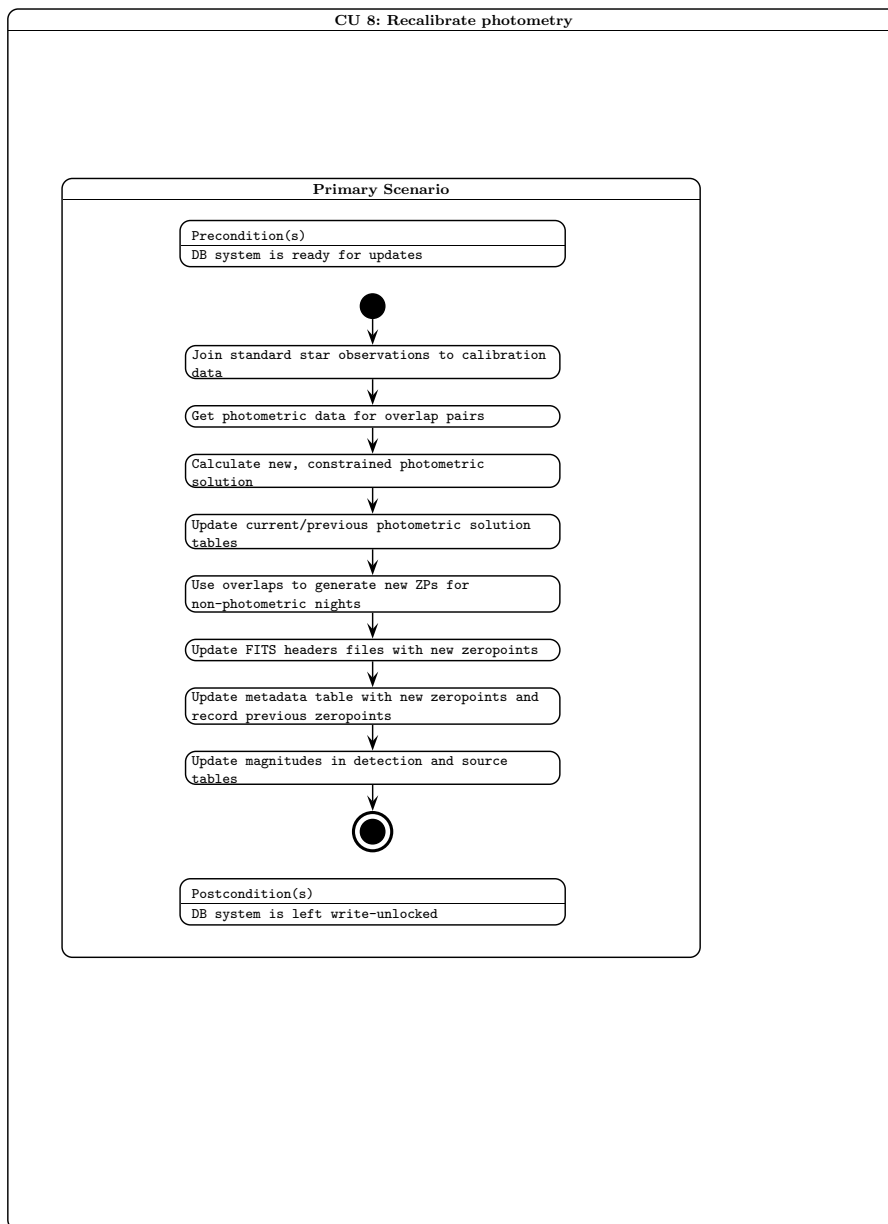 CU 8: Recalibrate photometry
Primary Scenario
Precondition(s)
DB system is ready for updates
Join standard star observations to calibration
data
Get photometric data for overlap pairs
Calculate new, constrained photometric
solution
Update current/previous photometric solution
tables
Use overlaps to generate new ZPs for
non-photometric nights
Update FITS headers files with new zeropoints
Update metadata table with new zeropoints and
record previous zeropoints
Update magnitudes in detection and source
tables
Postcondition(s)
DB system is left write-unlocked